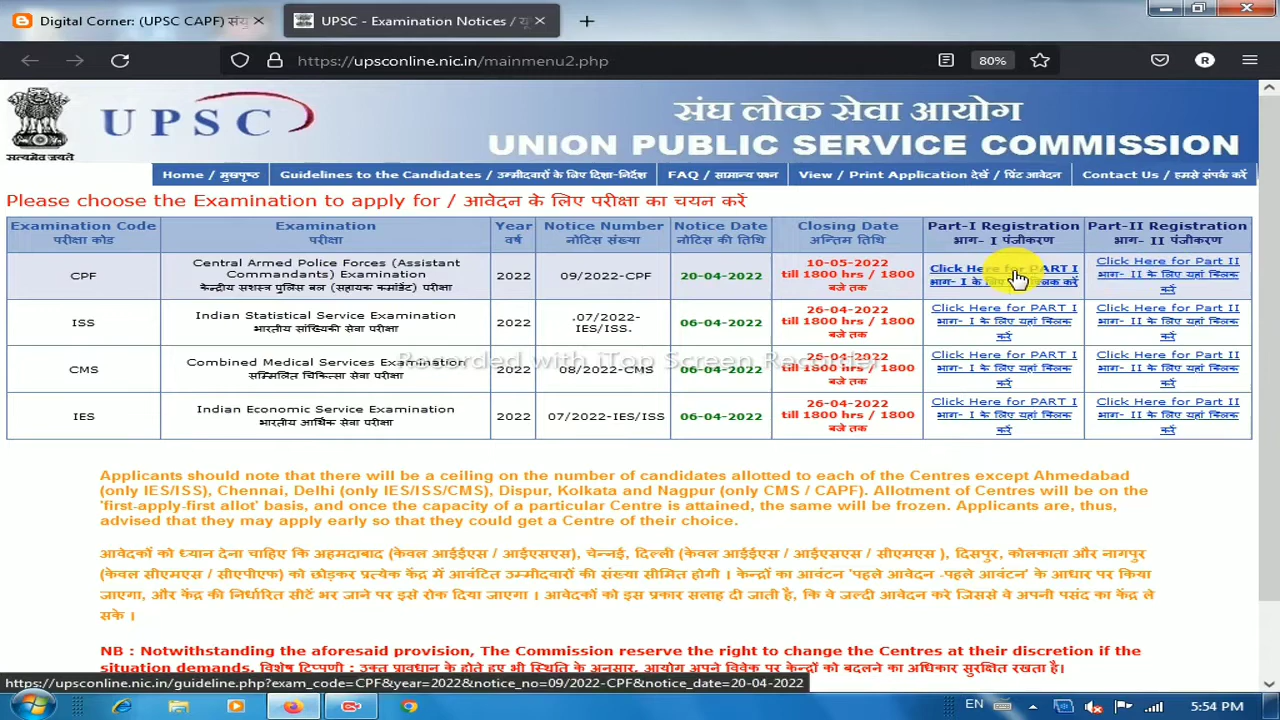 Digital Corner: (UPSC CAPF) संयु
UPSC - Examination Notices / यू
https://upsconline.nic.in/mainmenu2.php
80%
R
सत्यमेव जयते
UPSC
संघ लोक सेवा आयोग
UNION PUBLIC SERVICE COMMISSION
Home / मुखपृष्ठ
Guidelines to the Candidates / उम्मीदवारों के लिए दिशा-निर्देश
FAQ / सामान्य प्रश्न
View / Print Application देखें / प्रिंट आवेदन
Contact Us / हमसे संपर्क करें
Please choose the Examination to apply for / आवेदन के लिए परीक्षा का चयन करें
Examination Code
परीक्षा कोड
Examination
परीक्षा
Year
वर्ष
Notice Number
नोटिस संख्या
Notice Date
नोटिस की तिथि
Closing Date
अन्तिम तिथि
Part-I Registration
भाग- I पंजीकरण
Part-II Registration
भाग- II पंजीकरण
CPF
Central Armed Police Forces (Assistant
Commandants) Examination
केन्द्रीय सशस्त्र पुलिस बल (सहायक कमांडेंट) परीक्षा
2022
09/2022-CPF
20-04-2022
10-05-2022
till 1800 hrs / 1800
बजे तक
Click Here for PART I
भाग- I के लिए क्लिक करें
Click Here for Part II
भाग- II के लिए यहां क्लिक
करें
ISS
Indian Statistical Service Examination
भारतीय सांख्यिकी सेवा परीक्षा
2022
.07/2022-
IES/ISS.
06-04-2022
26-04-2022
till 1800 hrs / 1800
बजे तक
Click Here for PART I
भाग- I के लिए यहां क्लिक
करें
Click Here for Part II
भाग- II के लिए यहां क्लिक
करें
CMS
Combined Medical Services Examination
सम्मिलित चिकित्सा सेवा परीक्षा
2022
08/2022-CMS
06-04-2022
26-04-2022
till 1800 hrs / 1800
बजे तक
Click Here for PART I
भाग- I के लिए यहां क्लिक
करें
Click Here for Part II
भाग- II के लिए यहां क्लिक
करें
Recorded with iTop Screen Recorder
IES
Indian Economic Service Examination
भारतीय आर्थिक सेवा परीक्षा
2022
07/2022-IES/ISS
06-04-2022
26-04-2022
till 1800 hrs / 1800
बजे तक
Click Here for PART I
भाग- I के लिए यहां क्लिक
करें
Click Here for Part II
भाग- II के लिए यहां क्लिक
करें
Applicants should note that there will be a ceiling on the number of candidates allotted to each of the Centres except Ahmedabad
(only IES/ISS), Chennai, Delhi (only IES/ISS/CMS), Dispur, Kolkata and Nagpur (only CMS / CAPF). Allotment of Centres will be on the
'first-apply-first allot' basis, and once the capacity of a particular Centre is attained, the same will be frozen. Applicants are, thus,
advised that they may apply early so that they could get a Centre of their choice.
आवेदकों को ध्यान देना चाहिए कि अहमदाबाद (केवल आईईएस / आईएसएस), चेन्नई, दिल्ली (केवल आईईएस / आईएसएस / सीएमएस ), दिसपुर, कोलकाता और नागपुर
(केवल सीएमएस / सीएपीएफ) को छोड़कर प्रत्येक केंद्र में आवंटित उम्मीदवारों की संख्या सीमित होगी । केन्द्रों का आवंटन 'पहले आवेदन -पहले आवंटन' के आधार पर किया
जाएगा, और केंद्र की निर्धारित सीटें भर जाने पर इसे रोक दिया जाएगा । आवेदकों को इस प्रकार सलाह दी जाती है, कि वे जल्दी आवेदन करे जिससे वे अपनी पसंद का केंद्र ले
सके ।
NB : Notwithstanding the aforesaid provision, The Commission reserve the right to change the Centres at their discretion if the
situation demands. विशेष टिप्पणी : उक्त प्रावधान के होते हुए भी स्थिति के अनुसार, आयोग अपने विवेक पर केन्द्रों को बदलने का अधिकार सुरक्षित रखता है।
https://upsconline.nic.in/guideline.php?exam_code=CPF&year=2022&notice_no=09/2022-CPF&notice_date=20-04-2022
EN
5:54 PM